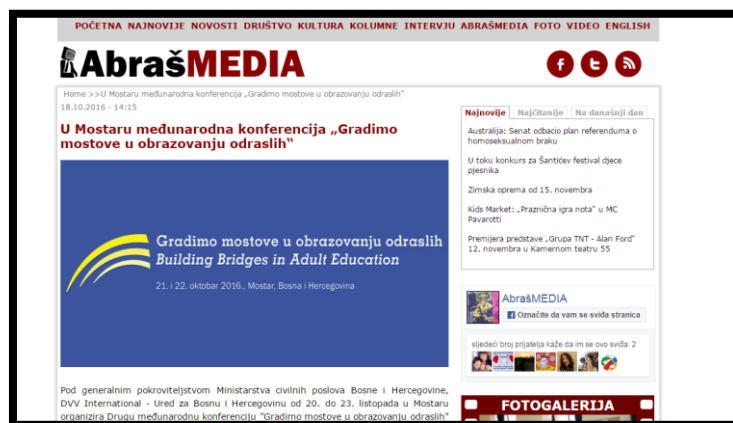 POČETNA NAJNOVIJE NOVOSTI DRUŠTVO KULTURA KOLUMNE INTERVJU ABRAŠMEDIA FOTO VIDEO ENGLISH
AbrašMEDIA
Home >>U Mostaru međunarodna konferencija „Gradimo mostove u obrazovanju odraslih“
18.10.2016 - 14:15
U Mostaru međunarodna konferencija „Gradimo
mostove u obrazovanju odraslih“
Gradimo mostove u obrazovanju odraslih
Building Bridges in Adult Education
21. i 22. oktobar 2016., Mostar, Bosna i Hercegovina
Pod generalnim pokroviteljstvom Ministarstva civilnih poslova Bosne i Hercegovine,
DVV International - Ured za Bosnu i Hercegovinu od 20. do 23. listopada u Mostaru
organizira Drugu međunarodnu konferenciju "Gradimo mostove u obrazovanju odraslih"
Najnovije Najčitanije Na današnji dan
Australija: Senat odbacio plan referenduma o
homoseksualnom braku
U toku konkurs za Šantićev festival djece
pjesnika
Zimska oprema od 15. novembra
Kids Market: „Praznična igra nota“ u MC
Pavarotti
Premijera predstave „Grupa TNT - Alan Ford“
12. novembra u Kamernom teatru 55
AbrašMEDIA
Označite da vam se sviđa stranica
sljedeći broj prijatelja kaže da im se ovo sviđa: 2
FOTOGALERIJA